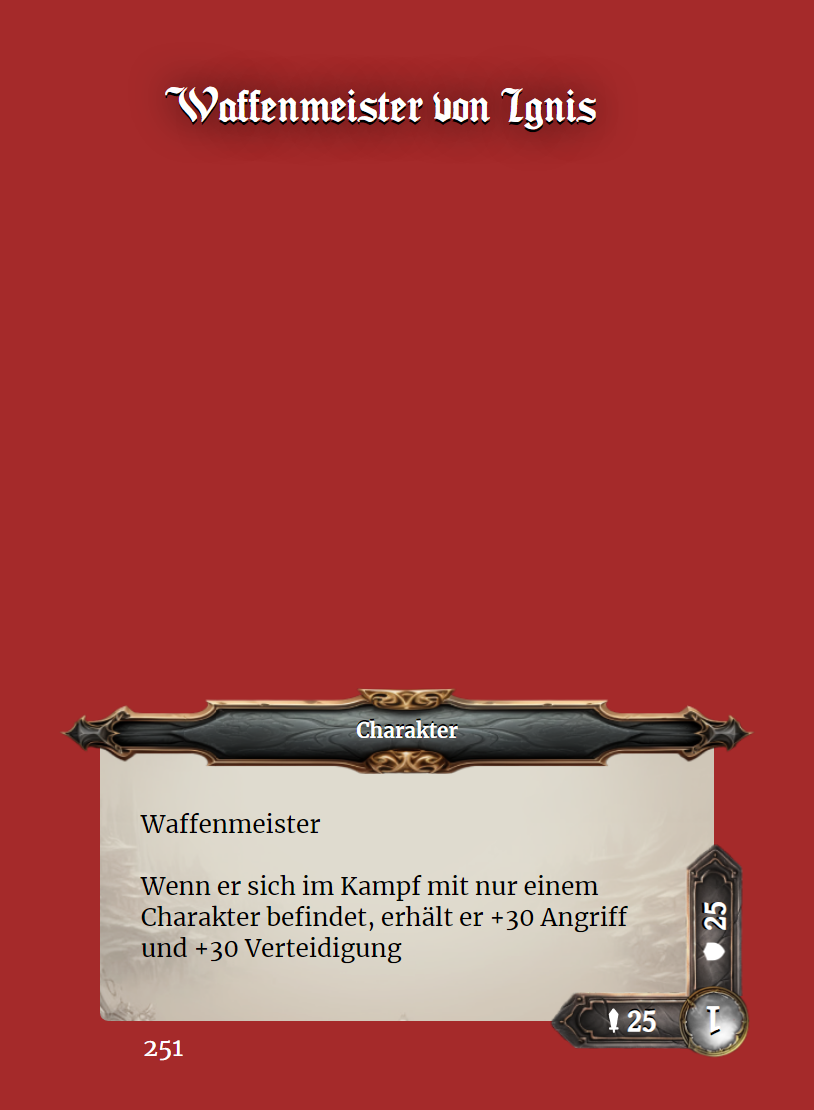 Waffenmeister von Ignis
Charakter
Waffenmeister
Wenn er sich im Kampf mit nur einem
Charakter befindet, erhält er +30 Angriff
und +30 Verteidigung
25
25
1
251